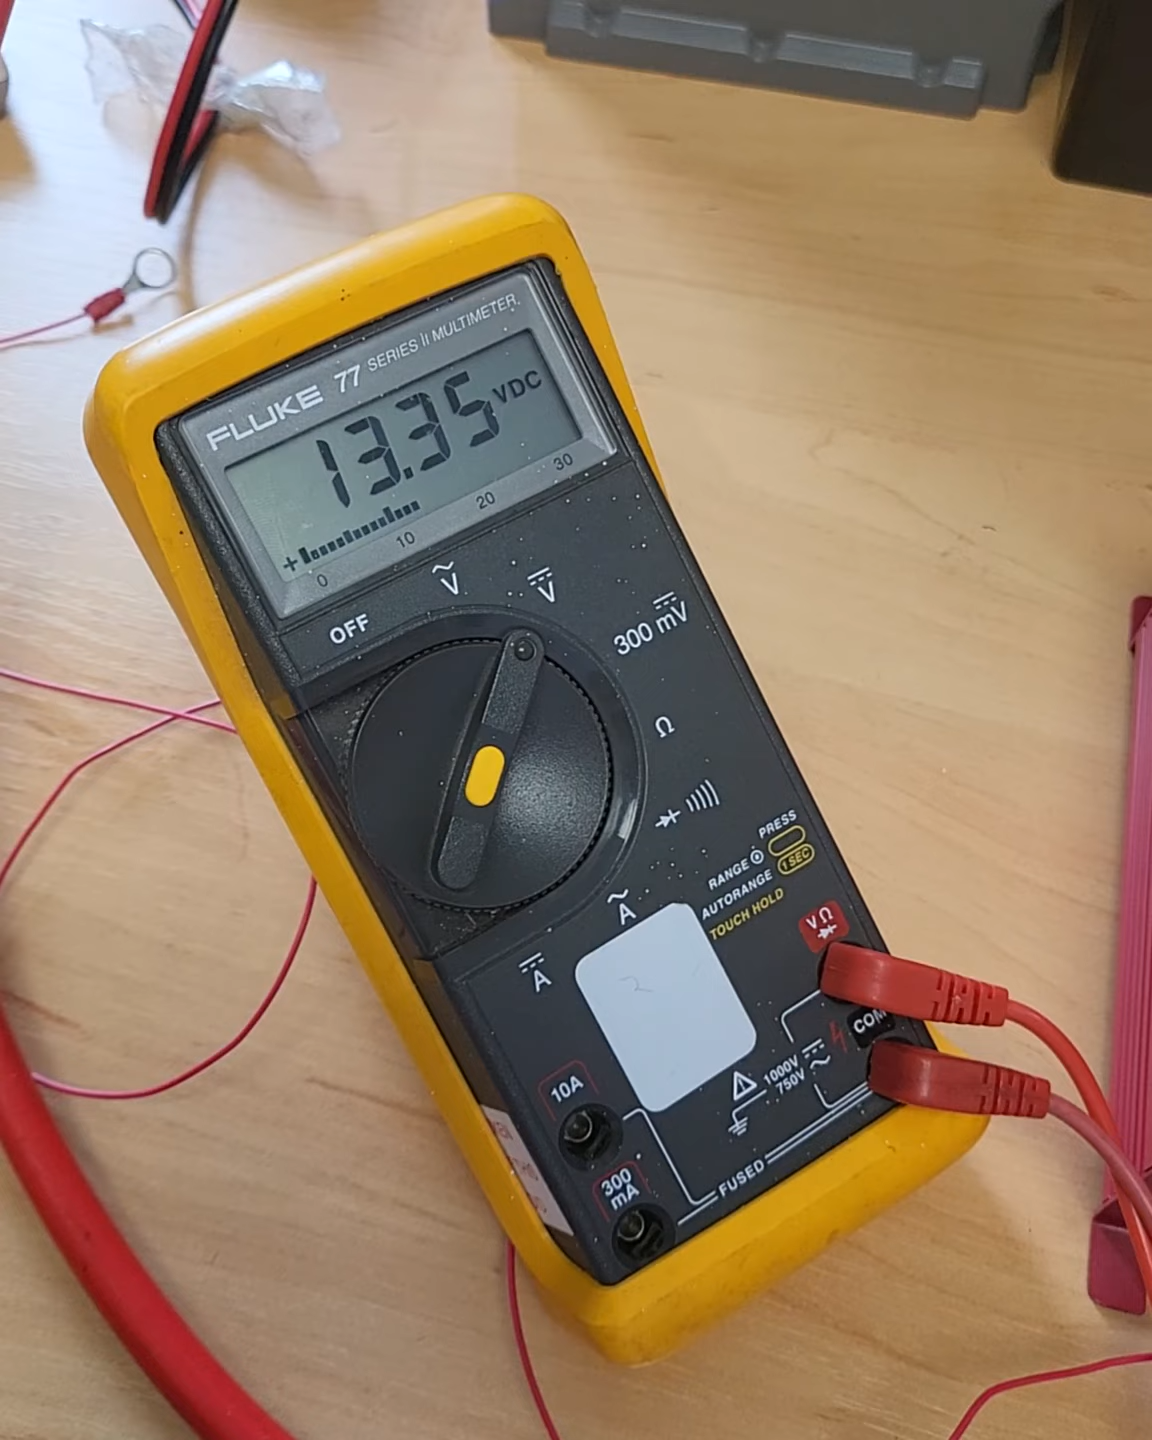 FLUKE 77 SERIES II MULTIMETER
13.35 VDC
+
0 10 20 30
OFF
V
V
300 mV
Ω
PRESS
RANGE
1 SEC
AUTORANGE
TOUCH HOLD
A
A
VΩ
COM
1000V
750V
10A
300
mA
FUSED
2